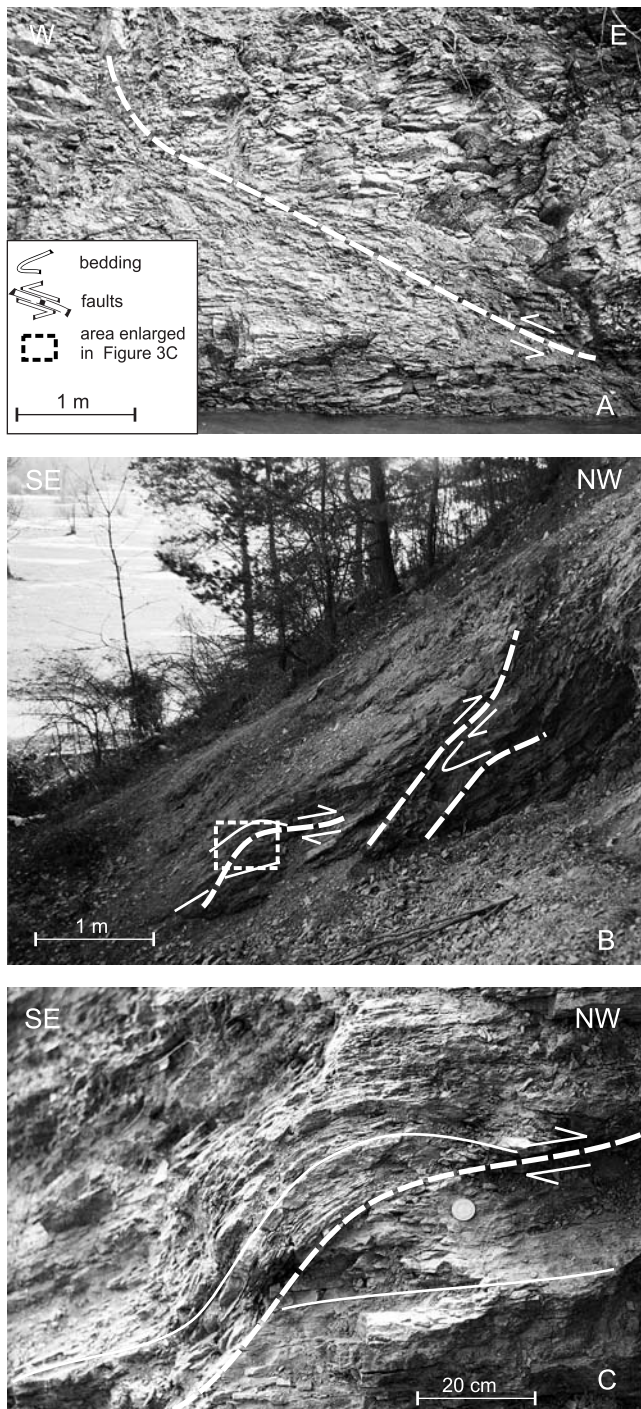 W
E
bedding
faults
area enlarged
in Figure 3C
1 m
A
SE
NW
1 m
B
SE
NW
20 cm
C